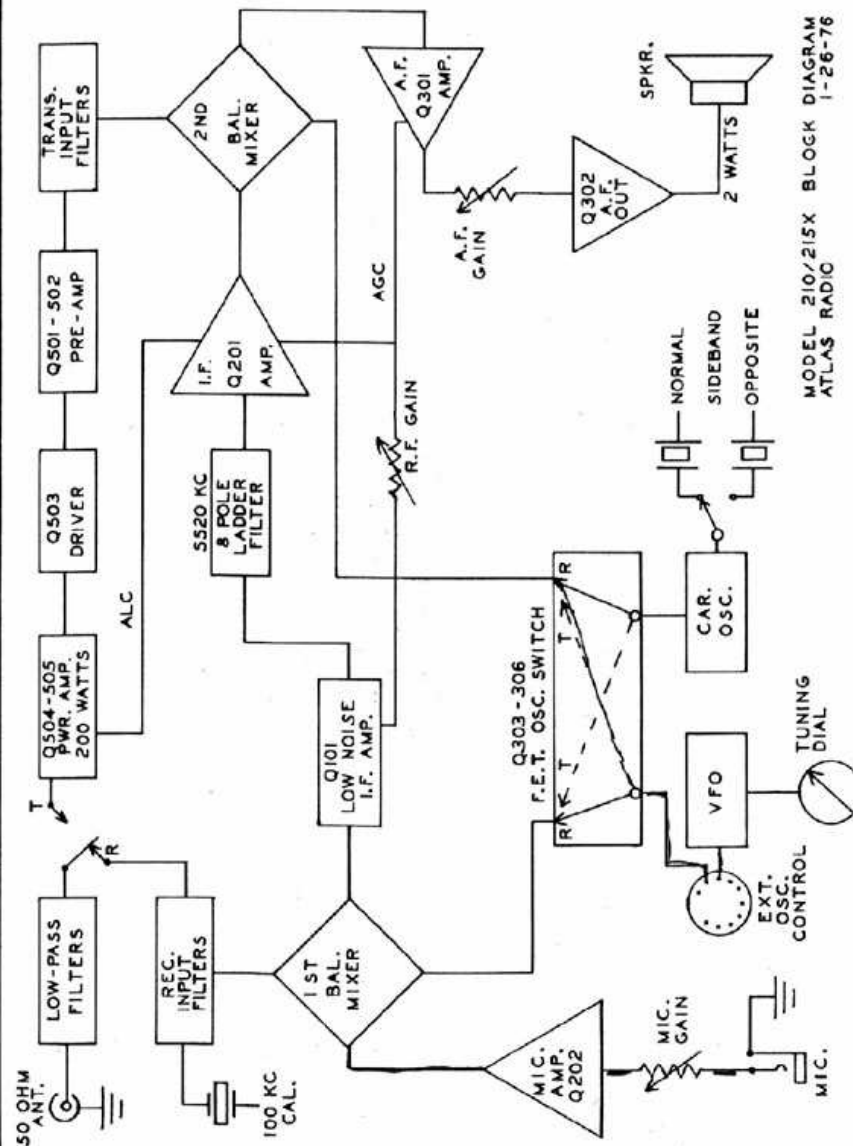 50 OHM
ANT.
LOW-PASS
FILTERS
R
T
Q504-505
PWR. AMP.
200 WATTS
Q503
DRIVER
Q501-502
PRE-AMP
TRANS.
INPUT
FILTERS
ALC
100 KC
CAL.
REC.
INPUT
FILTERS
1ST
BAL.
MIXER
Q101
LOW NOISE
I.F. AMP.
5520 KC
8 POLE
LADDER
FILTER
I.F.
Q201
AMP.
2ND
BAL.
MIXER
R.F. GAIN
AGC
A.F.
Q301
AMP.
A.F.
GAIN
Q302
A.F.
OUT
2 WATTS
SPKR.
MIC.
AMP.
Q202
MIC.
GAIN
MIC.
Q303-306
F.E.T. OSC. SWITCH
R
T
T
R
EXT.
OSC.
CONTROL
VFO
TUNING
DIAL
CAR.
OSC.
NORMAL
SIDEBAND
OPPOSITE
MODEL 210/215X BLOCK DIAGRAM
ATLAS RADIO 1-26-76